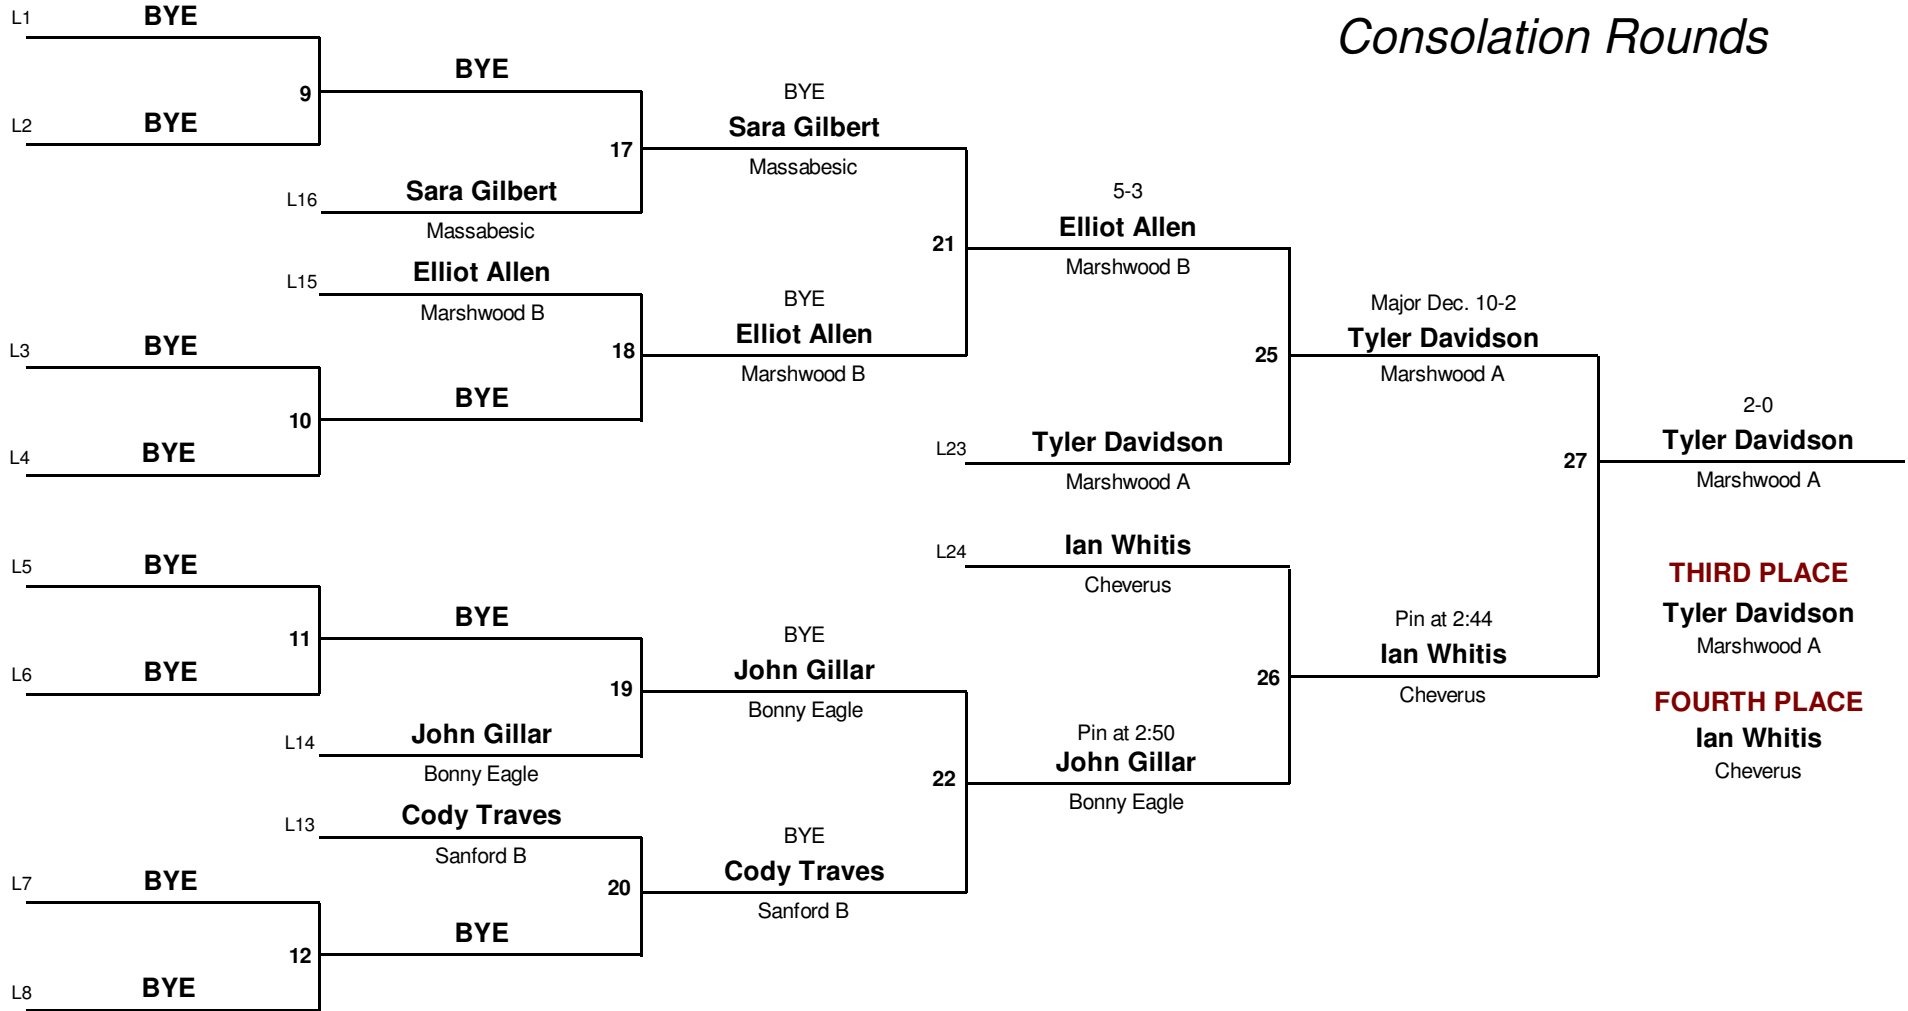 Consolation Rounds
L1 BYE
9
L2 BYE
BYE
17
L16 Sara Gilbert
Massabesic
BYE
Sara Gilbert
Massabesic
L15 Elliot Allen
Marshwood B
18
L3 BYE
10
L4 BYE
BYE
BYE
Elliot Allen
Marshwood B
21
5-3
Elliot Allen
Marshwood B
25
L23 Tyler Davidson
Marshwood A
Major Dec. 10-2
Tyler Davidson
Marshwood A
27
2-0
Tyler Davidson
Marshwood A
L5 BYE
11
L6 BYE
BYE
19
L14 John Gillar
Bonny Eagle
BYE
John Gillar
Bonny Eagle
L13 Cody Traves
Sanford B
20
L7 BYE
12
L8 BYE
BYE
BYE
Cody Traves
Sanford B
22
Pin at 2:50
John Gillar
Bonny Eagle
L24 Ian Whitis
Cheverus
26
Pin at 2:44
Ian Whitis
Cheverus
THIRD PLACE
Tyler Davidson
Marshwood A
FOURTH PLACE
Ian Whitis
Cheverus